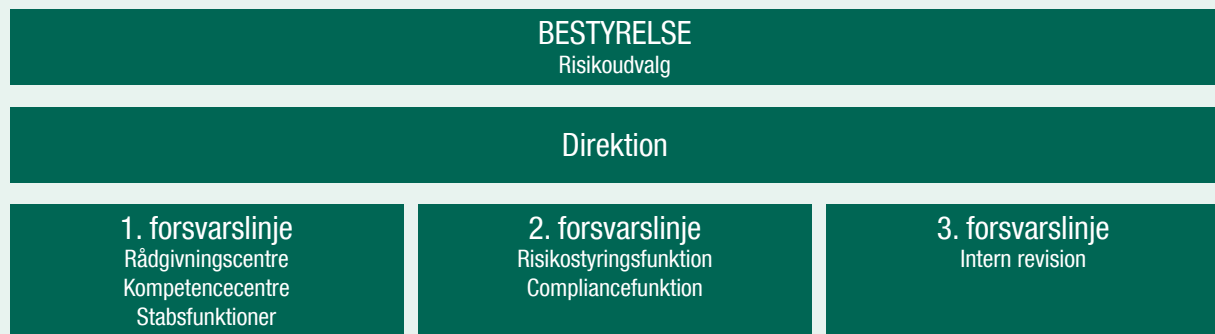 BESTYRELSE
Risikoudvalg
Direktion
1. forsvarslinje
Rådgivningscentre
Kompetencecentre
Stabsfunktioner
2. forsvarslinje
Risikostyringsfunktion
Compliancefunktion
3. forsvarslinje
Intern revision